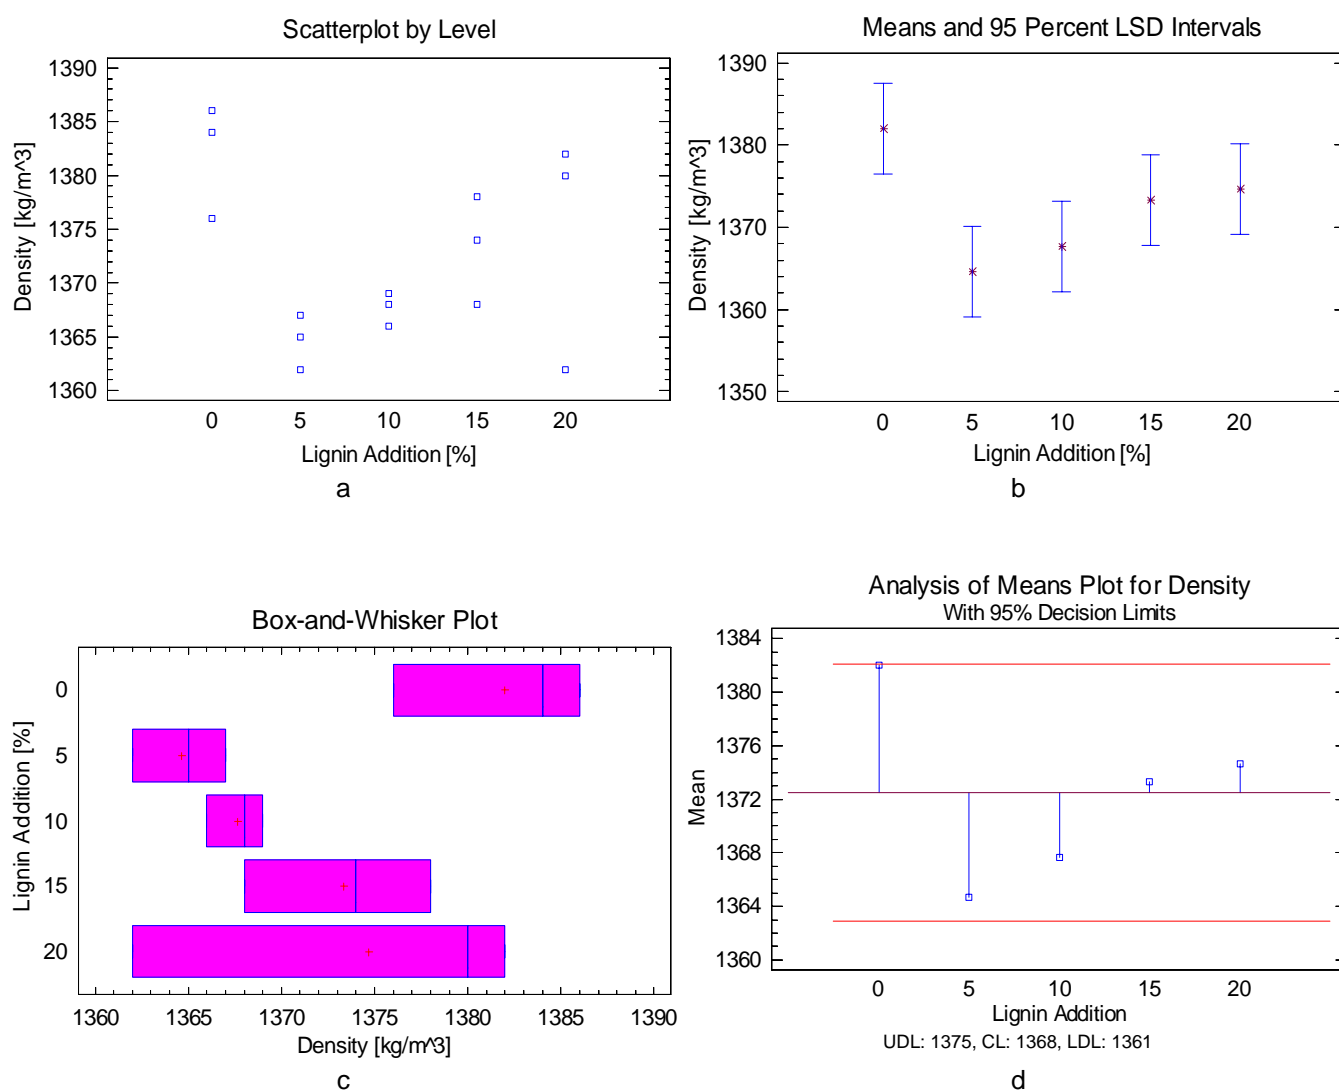 Scatterplot by Level
1390
1385
1380
1375
1370
1365
1360
Density [kg/m^3]
0 5 10 15 20
Lignin Addition [%]
a
Means and 95 Percent LSD Intervals
1390
1380
1370
1360
1350
Density [kg/m^3]
0 5 10 15 20
Lignin Addition [%]
b
Box-and-Whisker Plot
0
5
10
15
20
Lignin Addition [%]
1360 1365 1370 1375 1380 1385 1390
Density [kg/m^3]
c
Analysis of Means Plot for Density
With 95% Decision Limits
1384
1380
1376
1372
1368
1364
1360
Mean
0 5 10 15 20
Lignin Addition
UDL: 1375, CL: 1368, LDL: 1361
d